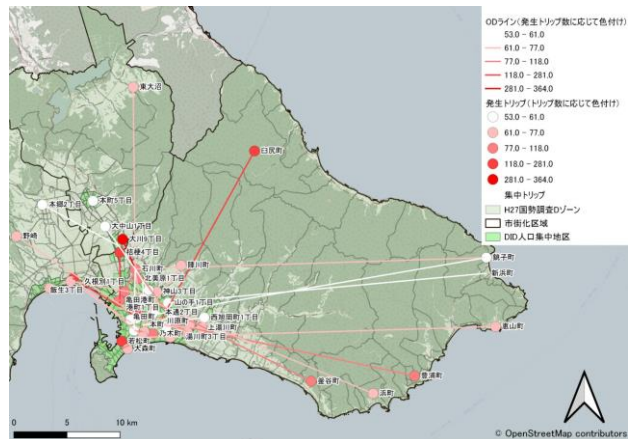 ODライン(発生トリップ数に応じて色付け)
53.0 - 61.0
61.0 - 77.0
77.0 - 118.0
118.0 - 281.0
281.0 - 364.0
発生トリップ(トリップ数に応じて色付け)
53.0 - 61.0
61.0 - 77.0
77.0 - 118.0
118.0 - 281.0
281.0 - 364.0
集中トリップ
H27国勢調査Dゾーン
市街化区域
DID人口集中地区
東大沼
臼尻町
本郷2丁目
本町5丁目
大中山1丁目
野崎
大川9丁目
桔梗4丁目
銚子町
石川町
陣川町
北美原1丁目
新浜町
久根別1丁目
飯生3丁目
神山3丁目
亀田港町
山の手1丁目
港町1丁目
本通2丁目
亀田町
川原町
西旭岡町1丁目
本町
上湯川町
恵山町
乃木町
湯川町3丁目
若松町
大森町
釜谷町
豊浦町
浜町
0 5 10 km
© OpenStreetMap contributors